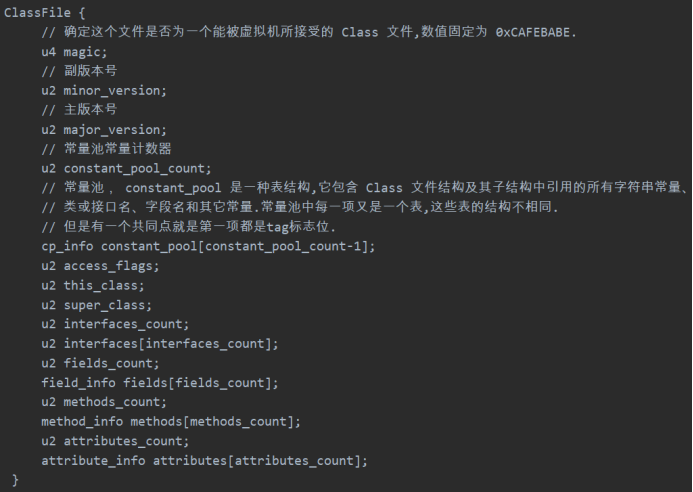 ClassFile {
// 确定这个文件是否为一个能被虚拟机所接受的 Class 文件,数值固定为 0xCAFEBABE.
u4 magic;
// 副版本号
u2 minor_version;
// 主版本号
u2 major_version;
// 常量池常量计数器
u2 constant_pool_count;
// 常量池 , constant_pool 是一种表结构,它包含 Class 文件结构及其子结构中引用的所有字符串常量、
// 类或接口名、字段名和其它常量.常量池中每一项又是一个表,这些表的结构不相同.
// 但是有一个共同点就是第一项都是tag标志位.
cp_info constant_pool[constant_pool_count-1];
u2 access_flags;
u2 this_class;
u2 super_class;
u2 interfaces_count;
u2 interfaces[interfaces_count];
u2 fields_count;
field_info fields[fields_count];
u2 methods_count;
method_info methods[methods_count];
u2 attributes_count;
attribute_info attributes[attributes_count];
}